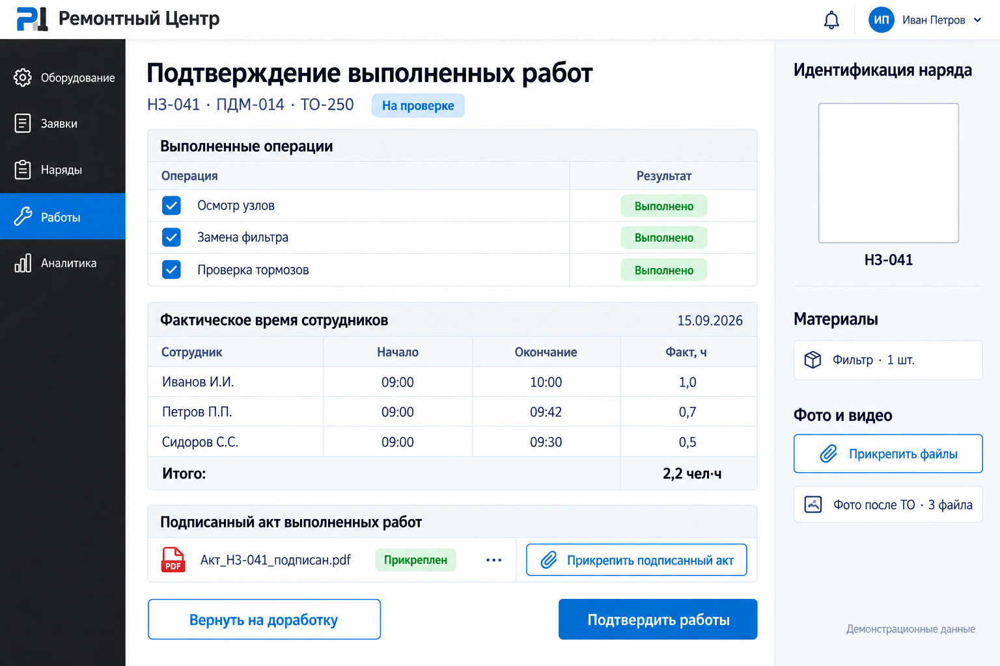 Ремонтный Центр
ИП Иван Петров
Оборудование
Заявки
Наряды
Работы
Аналитика
Подтверждение выполненных работ
НЗ-041 · ПДМ-014 · ТО-250 На проверке
Выполненные операции
Операция Результат
Осмотр узлов Выполнено
Замена фильтра Выполнено
Проверка тормозов Выполнено
Фактическое время сотрудников 15.09.2026
Сотрудник Начало Окончание Факт, ч
Иванов И.И. 09:00 10:00 1,0
Петров П.П. 09:00 09:42 0,7
Сидоров С.С. 09:00 09:30 0,5
Итого: 2,2 чел·ч
Подписанный акт выполненных работ
PDF Акт_НЗ-041_подписан.pdf Прикреплен ••• Прикрепить подписанный акт
Вернуть на доработку Подтвердить работы
Идентификация наряда
НЗ-041
Материалы
Фильтр · 1 шт.
Фото и видео
Прикрепить файлы
Фото после ТО · 3 файла
Демонстрационные данные